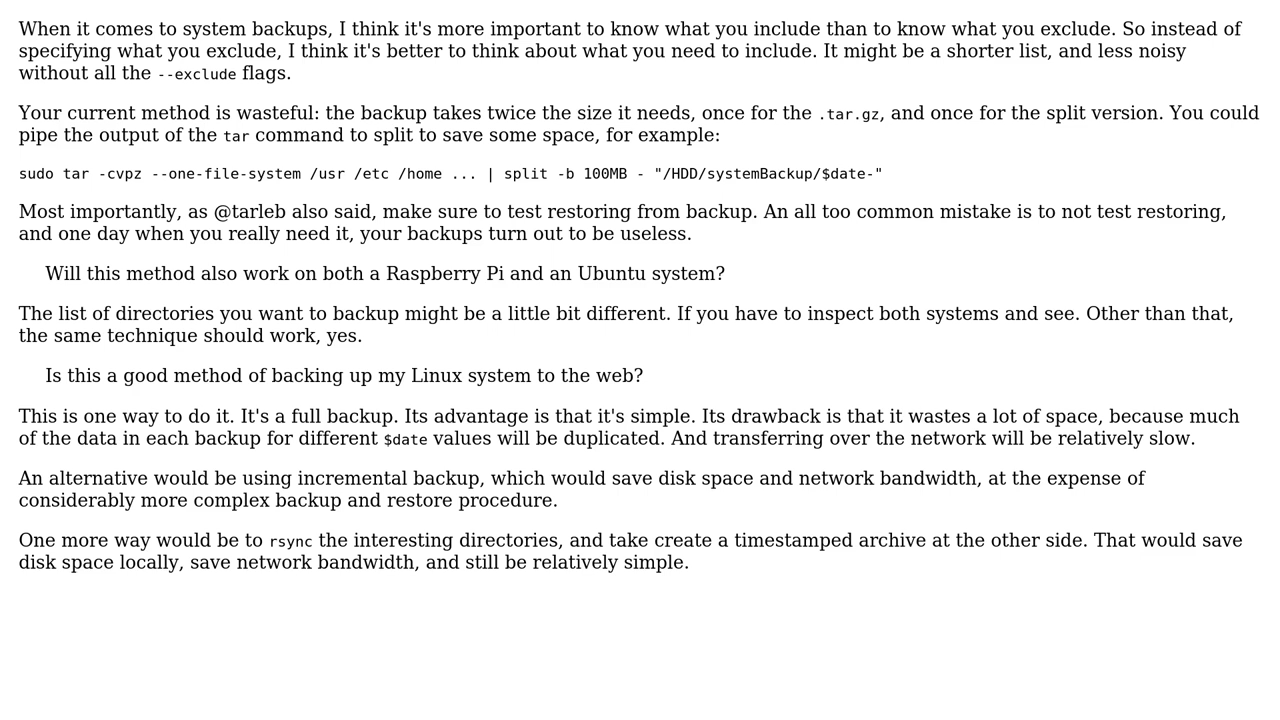 When it comes to system backups, I think it's more important to know what you include than to know what you exclude. So instead of
specifying what you exclude, I think it's better to think about what you need to include. It might be a shorter list, and less noisy
without all the --exclude flags.
Your current method is wasteful: the backup takes twice the size it needs, once for the .tar.gz, and once for the split version. You could
pipe the output of the tar command to split to save some space, for example:
sudo tar -cvpz --one-file-system /usr /etc /home ... | split -b 100MB - "/HDD/systemBackup/$date-"
Most importantly, as @tarleb also said, make sure to test restoring from backup. An all too common mistake is to not test restoring,
and one day when you really need it, your backups turn out to be useless.
Will this method also work on both a Raspberry Pi and an Ubuntu system?
The list of directories you want to backup might be a little bit different. If you have to inspect both systems and see. Other than that,
the same technique should work, yes.
Is this a good method of backing up my Linux system to the web?
This is one way to do it. It's a full backup. Its advantage is that it's simple. Its drawback is that it wastes a lot of space, because much
of the data in each backup for different $date values will be duplicated. And transferring over the network will be relatively slow.
An alternative would be using incremental backup, which would save disk space and network bandwidth, at the expense of
considerably more complex backup and restore procedure.
One more way would be to rsync the interesting directories, and take create a timestamped archive at the other side. That would save
disk space locally, save network bandwidth, and still be relatively simple.